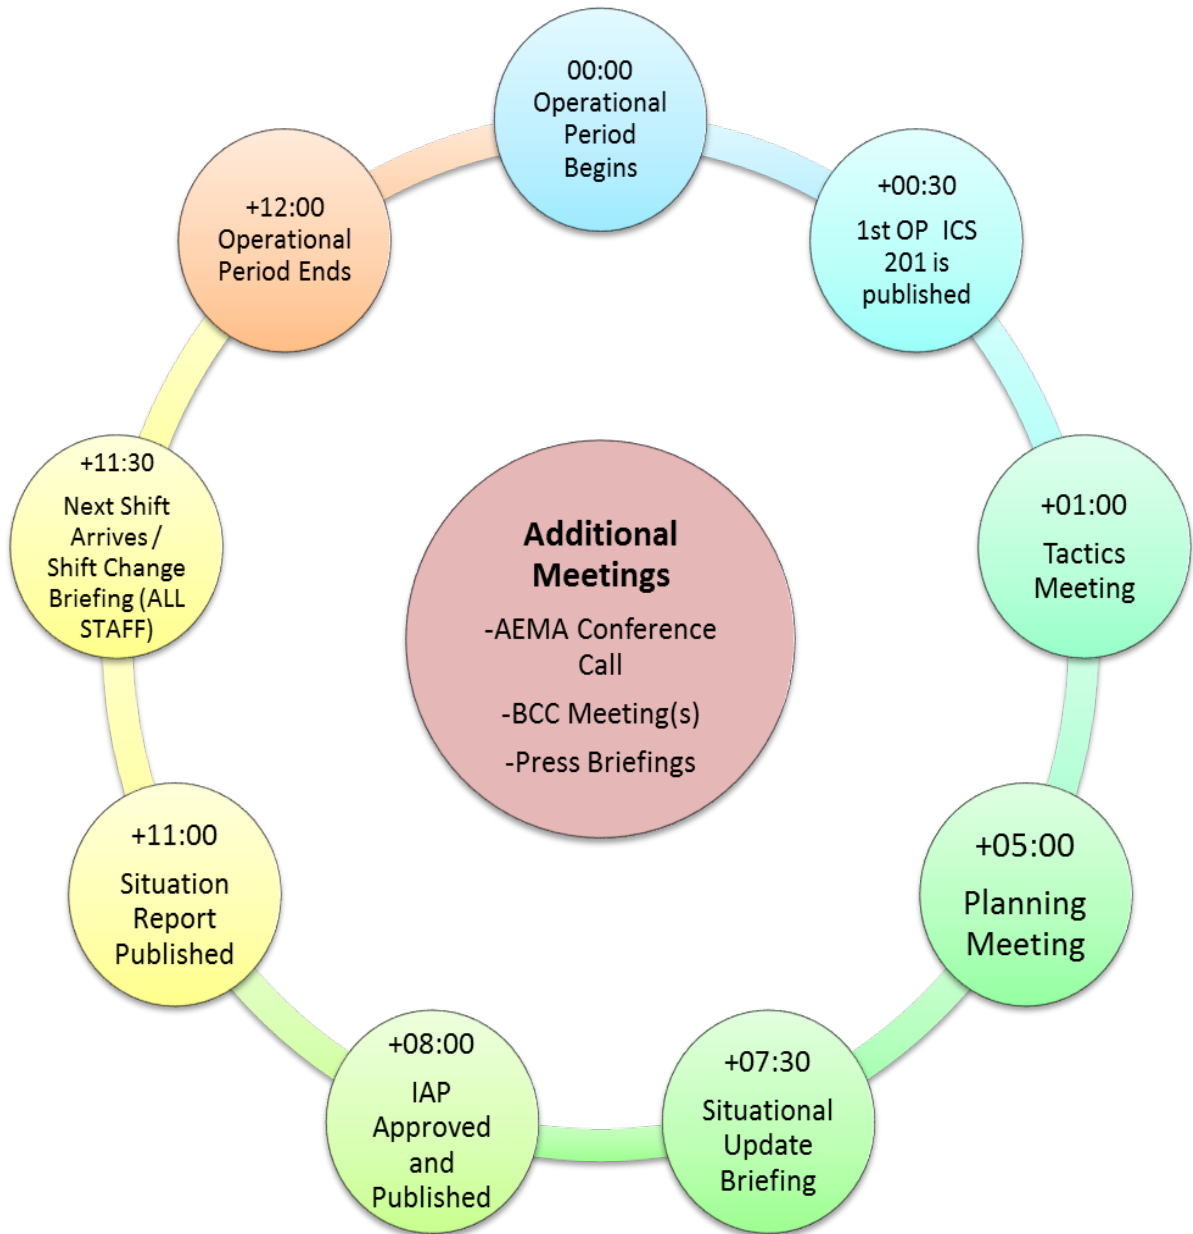 00:00
Operational
Period
Begins
+00:30
1st OP ICS
201 is
published
+01:00
Tactics
Meeting
+05:00
Planning
Meeting
+07:30
Situational
Update
Briefing
+08:00
IAP
Approved
and
Published
+11:00
Situation
Report
Published
+11:30
Next Shift
Arrives /
Shift Change
Briefing (ALL
STAFF)
+12:00
Operational
Period Ends
Additional
Meetings
-AEMA Conference
Call
-BCC Meeting(s)
-Press Briefings